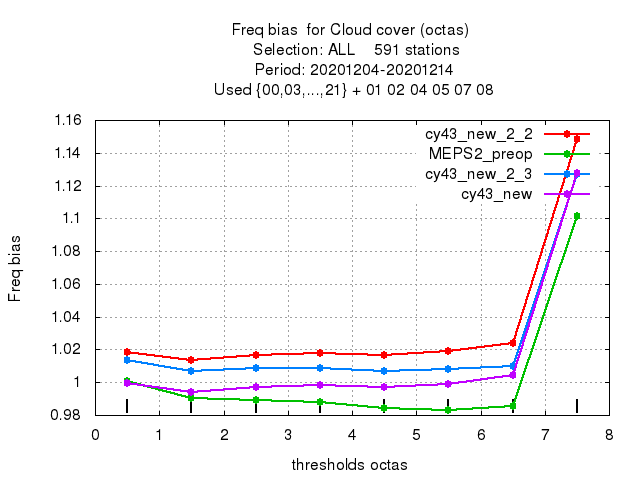 Freq bias  for Cloud cover (octas)
Selection: ALL    591 stations
Period: 20201204-20201214
Used {00,03,...,21} + 01 02 04 05 07 08
1.16
1.14
1.12
1.1
1.08
1.06
1.04
1.02
1
0.98
Freq bias
cy43_new_2_2
MEPS2_preop
cy43_new_2_3
cy43_new
0 1 2 3 4 5 6 7 8
thresholds octas